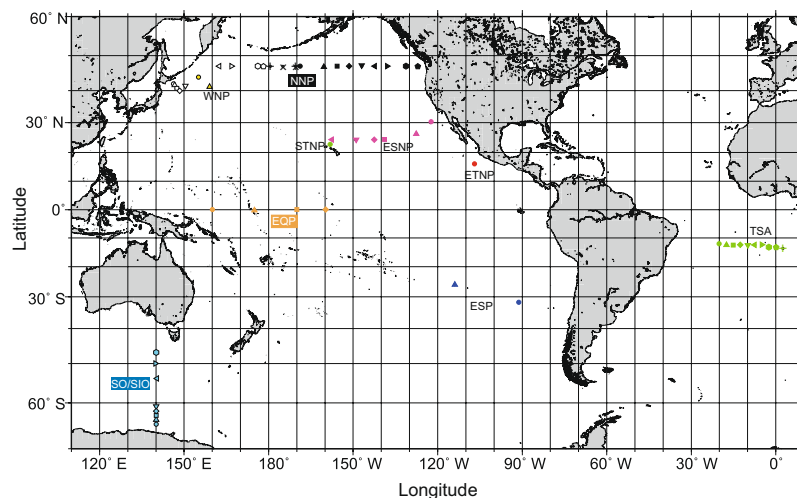 60° N
NNP
WNP
30° N
STNP
ESNP
ETNP
0°
EQP
TSA
Latitude
30° S
ESP
SO/SIO
60° S
120° E
150° E
180°
150° W
120° W
90° W
60° W
30° W
0°
Longitude